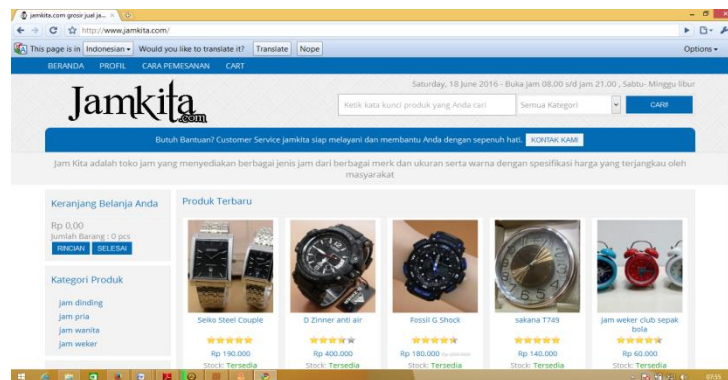 jamkita.com grosir jual ja...
http://www.jamkita.com/
This page is in Indonesian Would you like to translate it? Translate Nope Options
BERANDA PROFIL CARA PEMESANAN CART
Saturday, 18 June 2016 - Buka jam 08.00 s/d jam 21.00 , Sabtu- Minggu libur
Jamkita
.com
Ketik kata kunci produk yang Anda cari Semua Kategori CARI!
Butuh Bantuan? Customer Service jamkita siap melayani dan membantu Anda dengan sepenuh hati. KONTAK KAMI
Jam Kita adalah toko jam yang menyediakan berbagai jenis jam dari berbagai merk dan ukuran serta warna dengan spesifikasi harga yang terjangkau oleh
masyarakat
Keranjang Belanja Anda
Rp 0,00
Jumlah Barang : 0 pcs
RINCIAN SELESAI
Kategori Produk
jam dinding
jam pria
jam wanita
jam weker
Produk Terbaru
Seiko Steel Couple
Rp 190.000
Stock: Tersedia
D Zinner anti air
Rp 400.000
Stock: Tersedia
Fossil G Shock
Rp 180.000
Stock: Tersedia
sakana T749
Rp 140.000
Stock: Tersedia
jam weker club sepak
bola
Rp 60.000
Stock: Tersedia
07:55